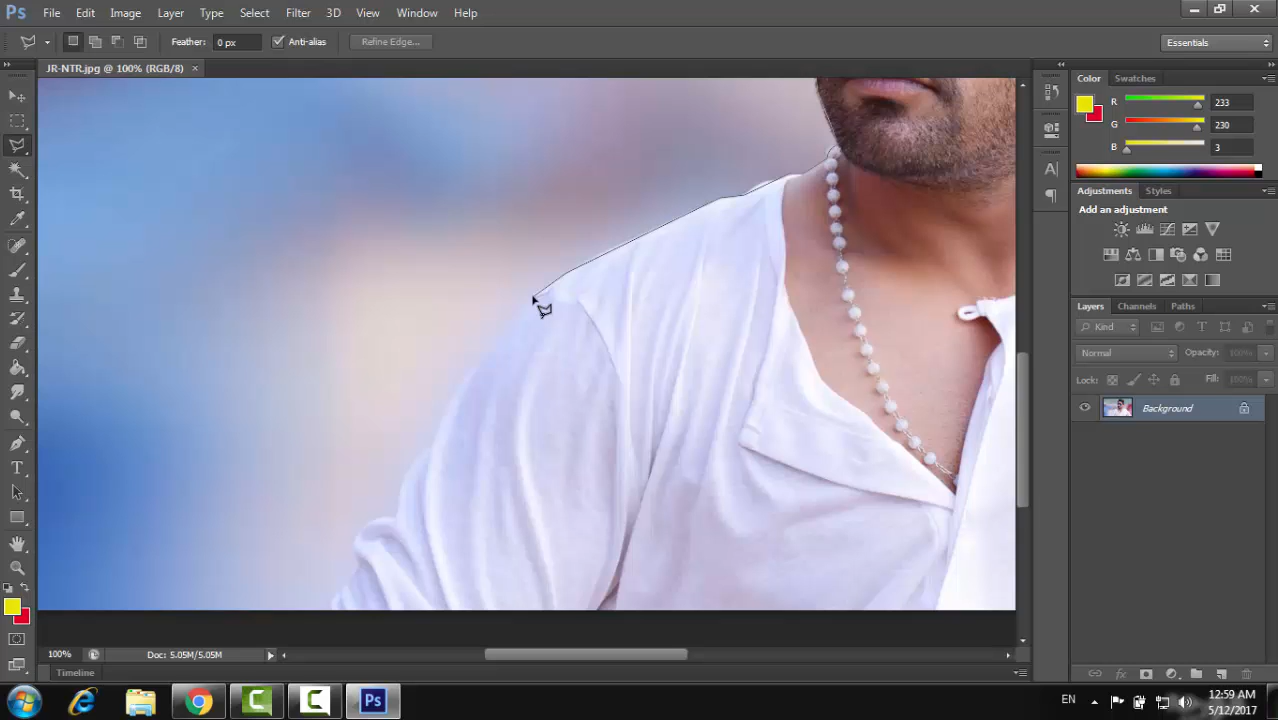 Ps File Edit Image Layer Type Select Filter 3D View Window Help
Feather: 0 px Anti-alias Refine Edge... Essentials
JR-NTR.jpg @ 100% (RGB/8) ×
Color Swatches
R 233
G 230
B 3
Adjustments Styles
Add an adjustment
Layers Channels Paths
Kind
Normal Opacity: 100%
Lock: Fill: 100%
Background
100% Doc: 5.05M/5.05M
Timeline
EN 12:59 AM
5/12/2017